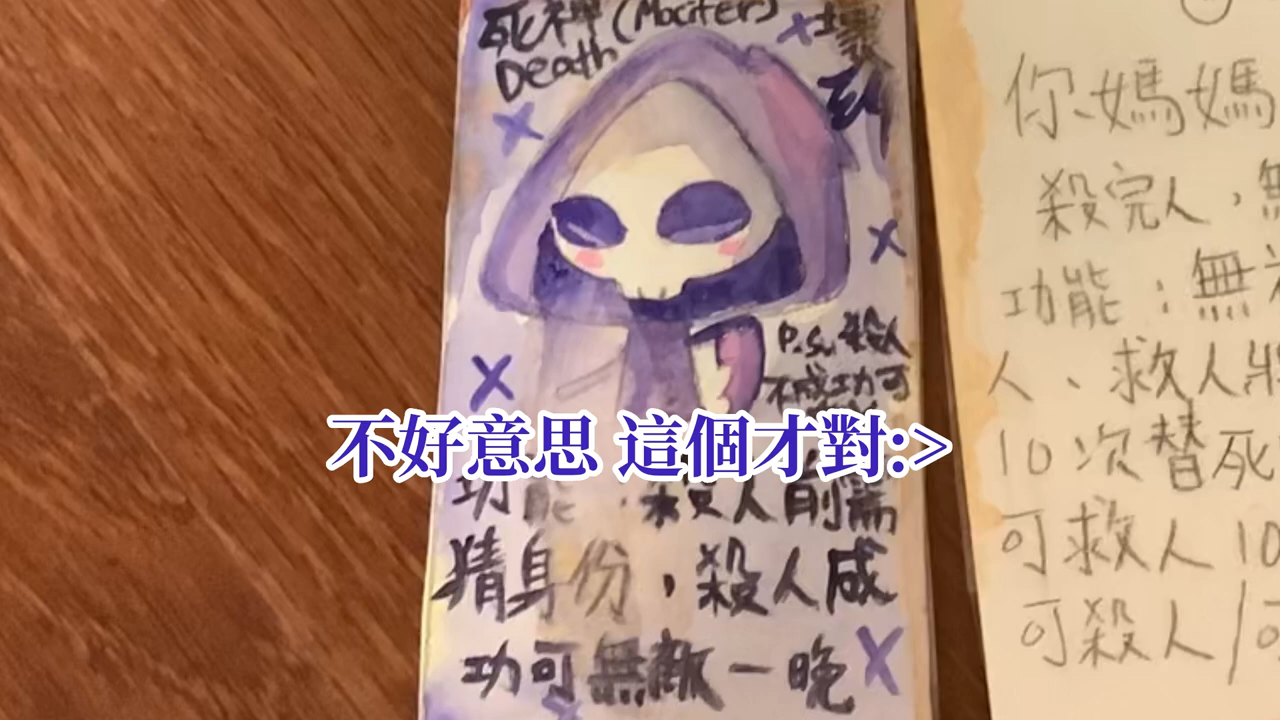 死神(Mociter)
Death
壞
P.s. 殺人
不成功可
不好意思 這個才對:>
功能:殺人前需
猜身份,殺人成
功可無敵一晚
你媽媽
殺完人,無
功能:無
人、救人
10次替死
可救人10
可殺人/可